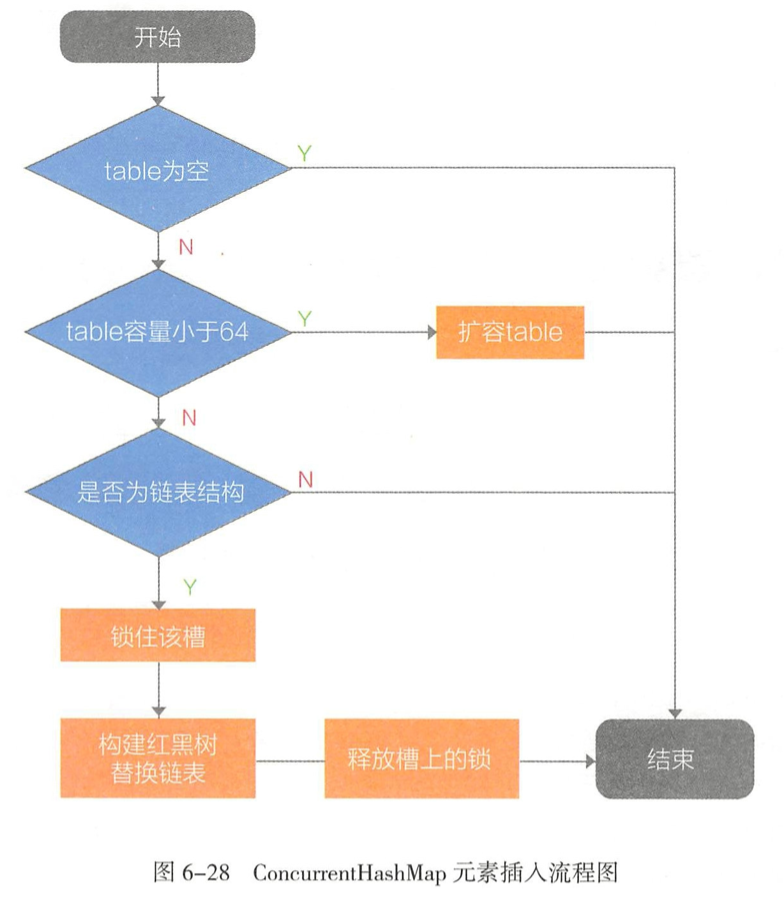 开始
table为空
Y
N
table容量小于64
Y
扩容table
N
是否为链表结构
N
Y
锁住该槽
构建红黑树
替换链表
释放槽上的锁
结束
图 6-28 ConcurrentHashMap 元素插入流程图